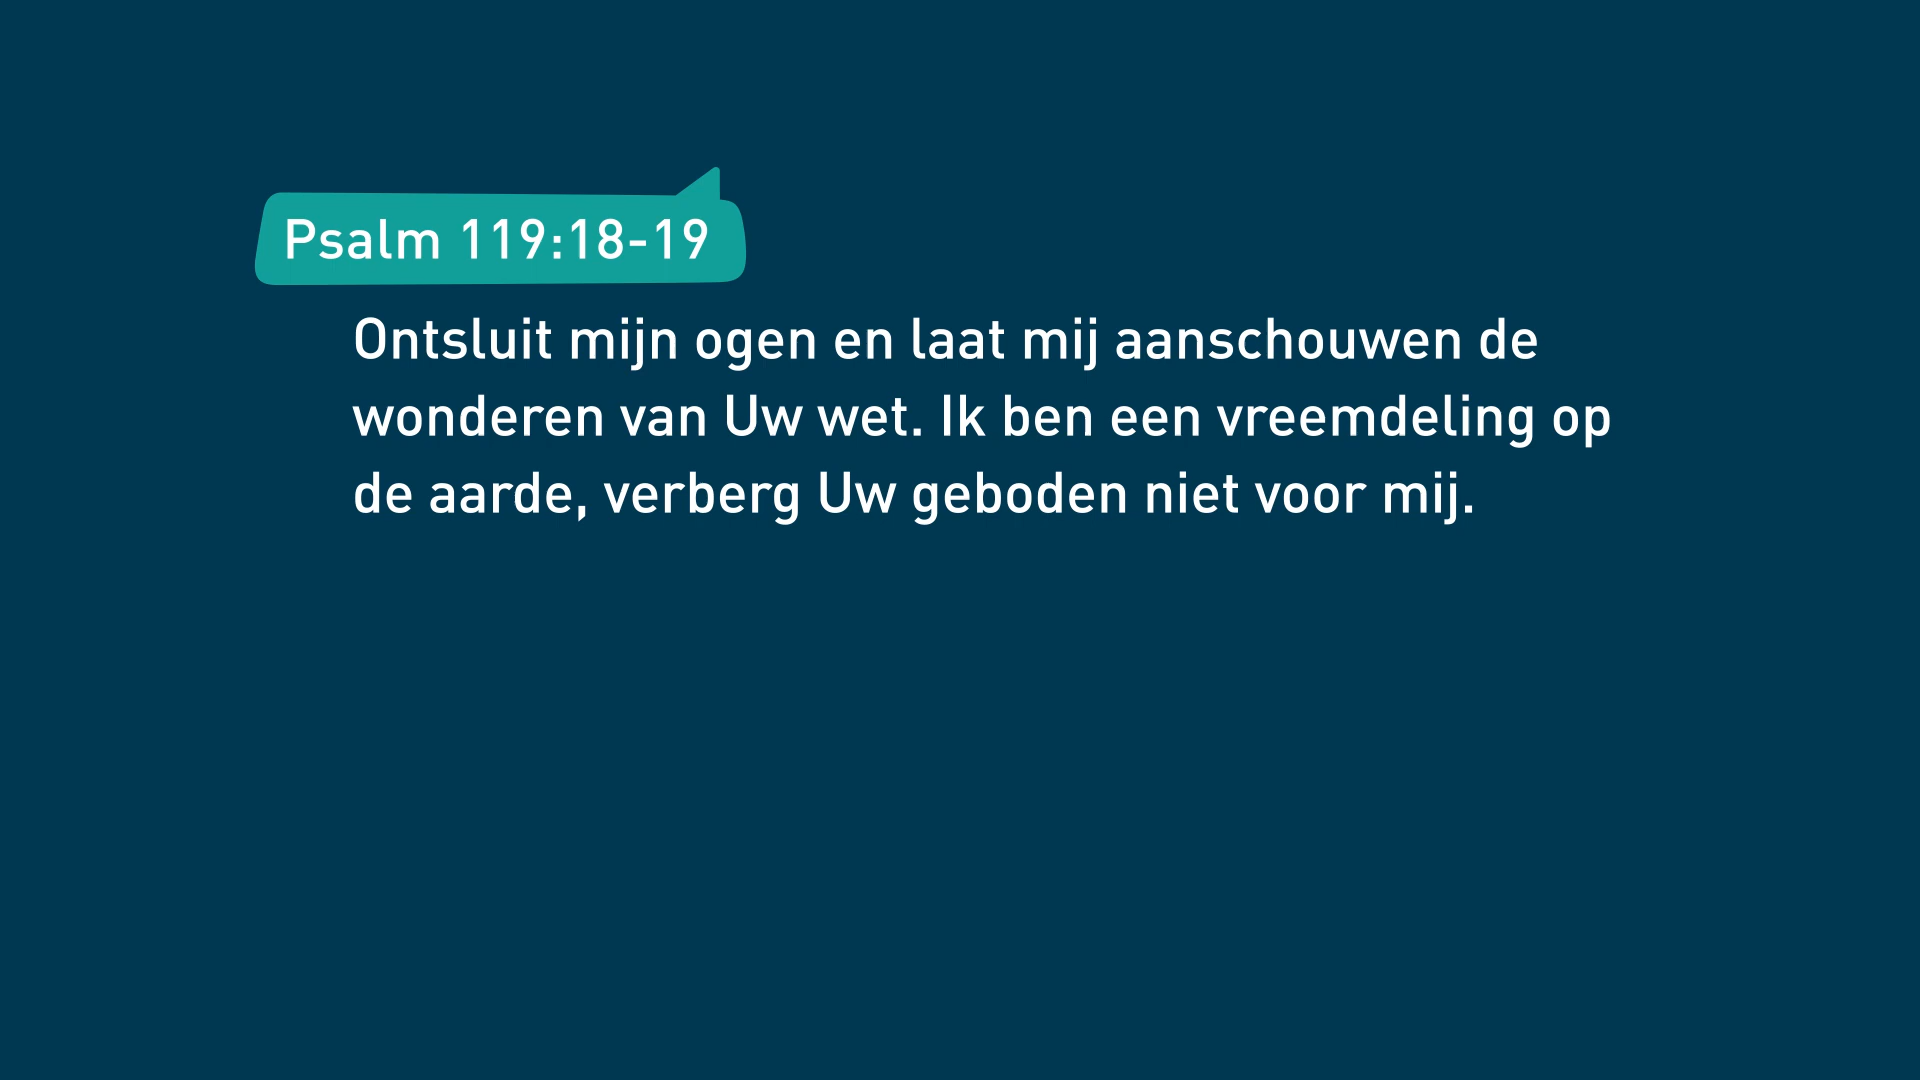 Psalm 119:18-19
Ontsluit mijn ogen en laat mij aanschouwen de
wonderen van Uw wet. Ik ben een vreemdeling op
de aarde, verberg Uw geboden niet voor mij.